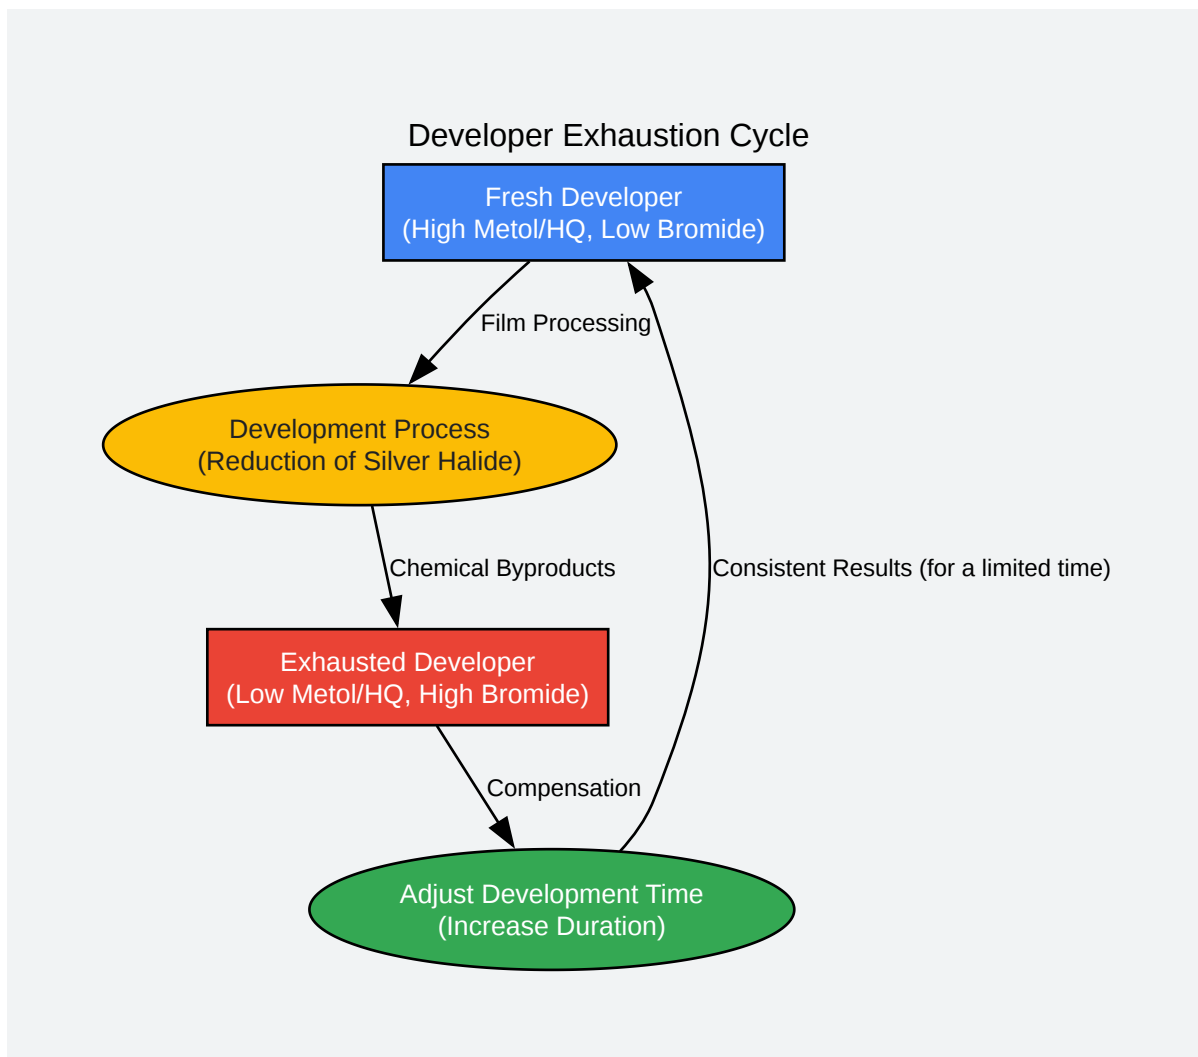 Developer Exhaustion Cycle
Fresh Developer
(High Metol/HQ, Low Bromide)
Film Processing
Development Process
(Reduction of Silver Halide)
Chemical Byproducts
Consistent Results (for a limited time)
Exhausted Developer
(Low Metol/HQ, High Bromide)
Compensation
Adjust Development Time
(Increase Duration)